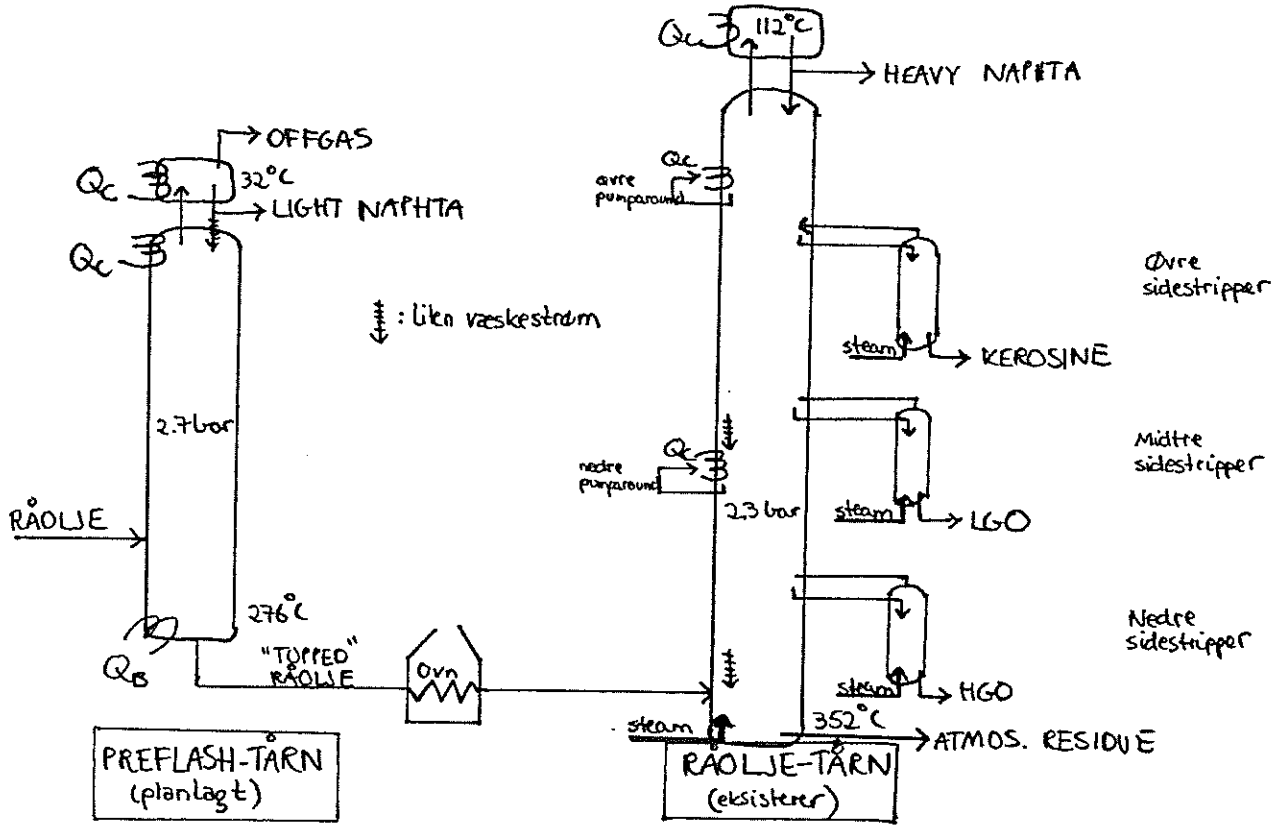 Qc
112°C
HEAVY NAPHTA
OFFGAS
Qc
32°C
LIGHT NAPHTA
Qc
øvre
pumparound
Qc
: liten væskestrøm
Øvre
sidestripper
steam
KEROSINE
2.7 bar
nedre
pumparound
Qc
2.3 bar
Midtre
sidestripper
steam
LGO
RÅOLJE
276°C
QB
"TOPPED"
RÅOLJE
Ovn
Nedre
sidestripper
steam
HGO
steam
352°C
ATMOS. RESIDUE
PREFLASH-TÅRN
(planlagt)
RÅOLJE-TÅRN
(eksisterer)